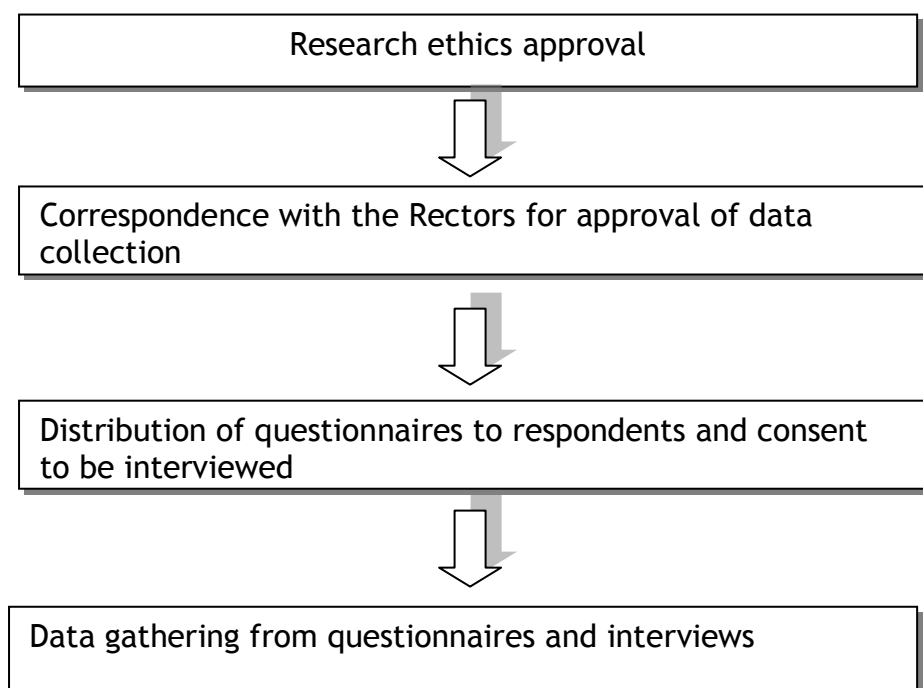 Research ethics approval
Correspondence with the Rectors for approval of data
collection
Distribution of questionnaires to respondents and consent
to be interviewed
Data gathering from questionnaires and interviews